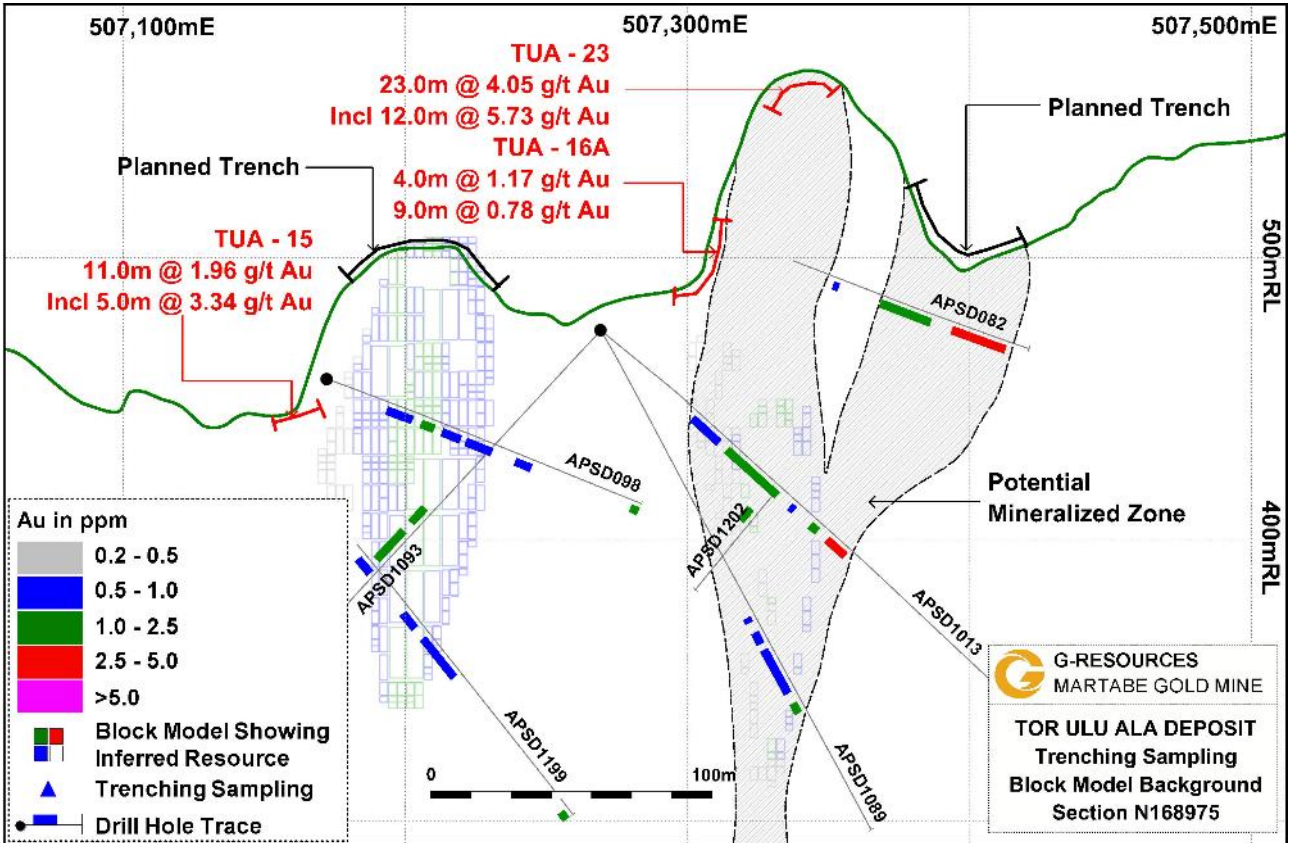 507,100mE
507,300mE
507,500mE
TUA - 23
23.0m @ 4.05 g/t Au
Incl 12.0m @ 5.73 g/t Au
TUA - 16A
4.0m @ 1.17 g/t Au
9.0m @ 0.78 g/t Au
Planned Trench
Planned Trench
TUA - 15
11.0m @ 1.96 g/t Au
Incl 5.0m @ 3.34 g/t Au
500mRL
400mRL
APSD082
APSD098
APSD1093
APSD1199
APSD1202
APSD1013
APSD1089
Potential
Mineralized Zone
Au in ppm
0.2 - 0.5
0.5 - 1.0
1.0 - 2.5
2.5 - 5.0
>5.0
Block Model Showing
Inferred Resource
Trenching Sampling
Drill Hole Trace
0
100m
G-RESOURCES
MARTABE GOLD MINE
TOR ULU ALA DEPOSIT
Trenching Sampling
Block Model Background
Section N168975